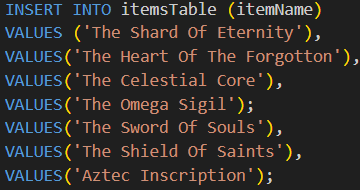 INSERT INTO itemsTable (itemName)
VALUES ('The Shard Of Eternity'),
VALUES('The Heart Of The Forgotton'),
VALUES('The Celestial Core'),
VALUES('The Omega Sigil');
VALUES('The Sword Of Souls'),
VALUES('The Shield Of Saints'),
VALUES('Aztec Inscription');